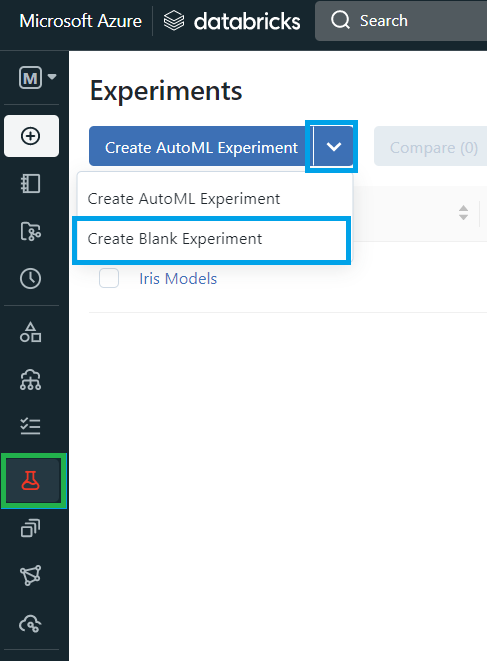 Microsoft Azure databricks Search
M
Experiments
Create AutoML Experiment Compare (0)
Create AutoML Experiment
Create Blank Experiment
Iris Models